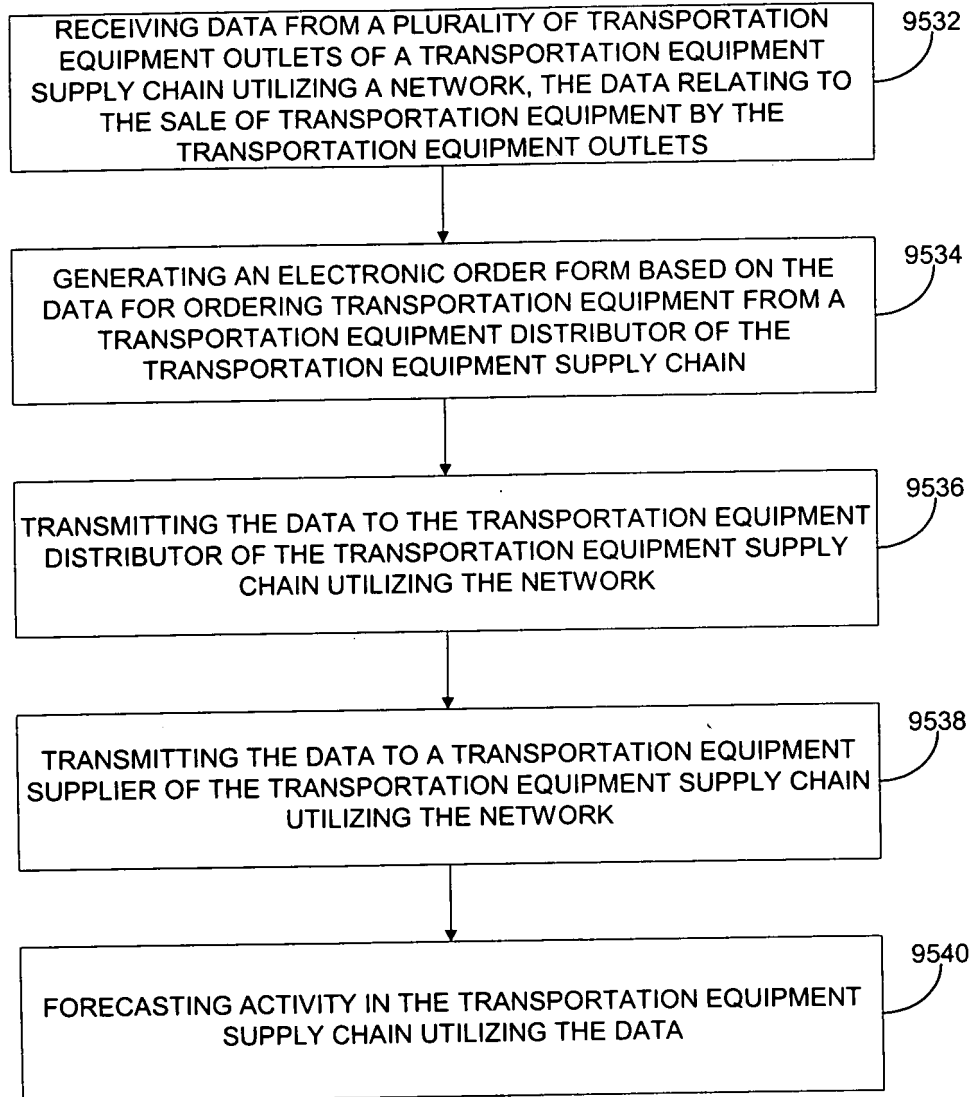 RECEIVING DATA FROM A PLURALITY OF TRANSPORTATION
EQUIPMENT OUTLETS OF A TRANSPORTATION EQUIPMENT
SUPPLY CHAIN UTILIZING A NETWORK, THE DATA RELATING TO
THE SALE OF TRANSPORTATION EQUIPMENT BY THE
TRANSPORTATION EQUIPMENT OUTLETS
9532
GENERATING AN ELECTRONIC ORDER FORM BASED ON THE
DATA FOR ORDERING TRANSPORTATION EQUIPMENT FROM A
TRANSPORTATION EQUIPMENT DISTRIBUTOR OF THE
TRANSPORTATION EQUIPMENT SUPPLY CHAIN
9534
TRANSMITTING THE DATA TO THE TRANSPORTATION EQUIPMENT
DISTRIBUTOR OF THE TRANSPORTATION EQUIPMENT SUPPLY
CHAIN UTILIZING THE NETWORK
9536
TRANSMITTING THE DATA TO A TRANSPORTATION EQUIPMENT
SUPPLIER OF THE TRANSPORTATION EQUIPMENT SUPPLY CHAIN
UTILIZING THE NETWORK
9538
FORECASTING ACTIVITY IN THE TRANSPORTATION EQUIPMENT
SUPPLY CHAIN UTILIZING THE DATA
9540